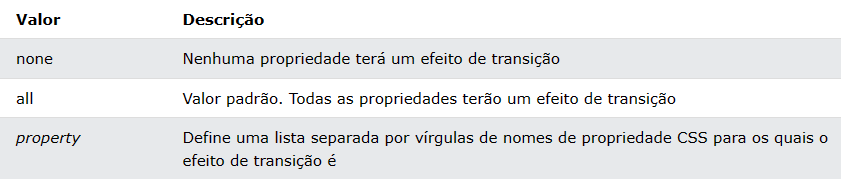 Valor Descrição
none Nenhuma propriedade terá um efeito de transição
all Valor padrão. Todas as propriedades terão um efeito de transição
property Define uma lista separada por vírgulas de nomes de propriedade CSS para os quais o
efeito de transição é